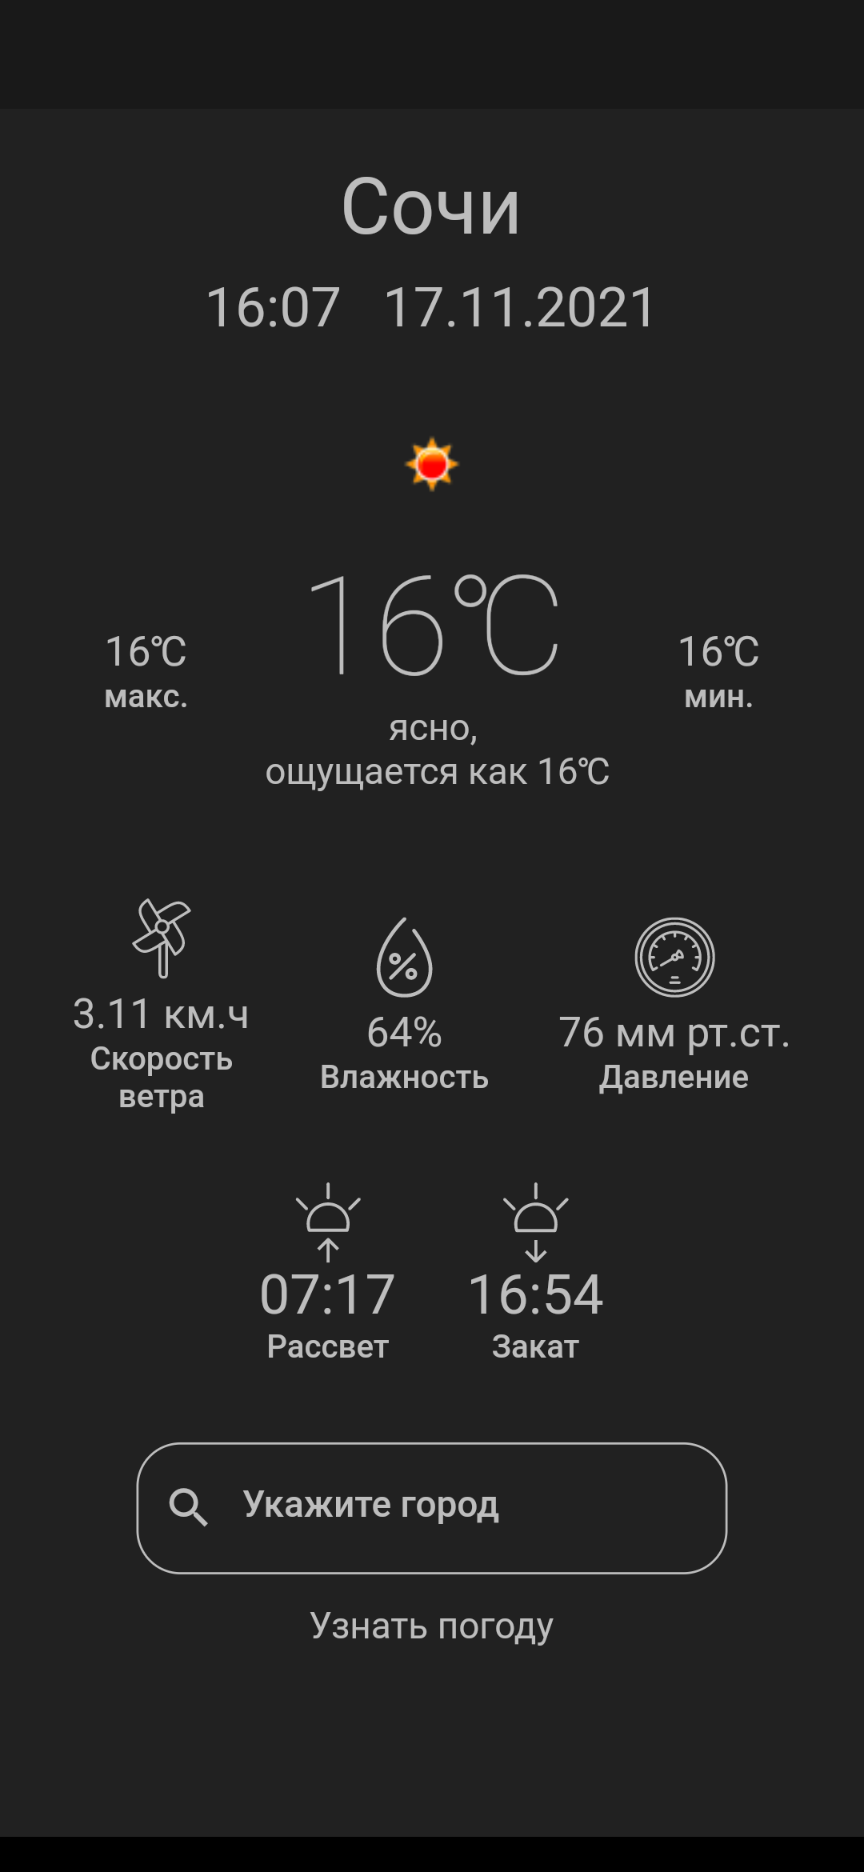 Сочи
16:07 17.11.2021
16℃
16℃
макс.
16℃
мин.
ясно,
ощущается как 16℃
3.11 км.ч
Скорость
ветра
64%
Влажность
76 мм рт.ст.
Давление
07:17
Рассвет
16:54
Закат
Укажите город
Узнать погоду